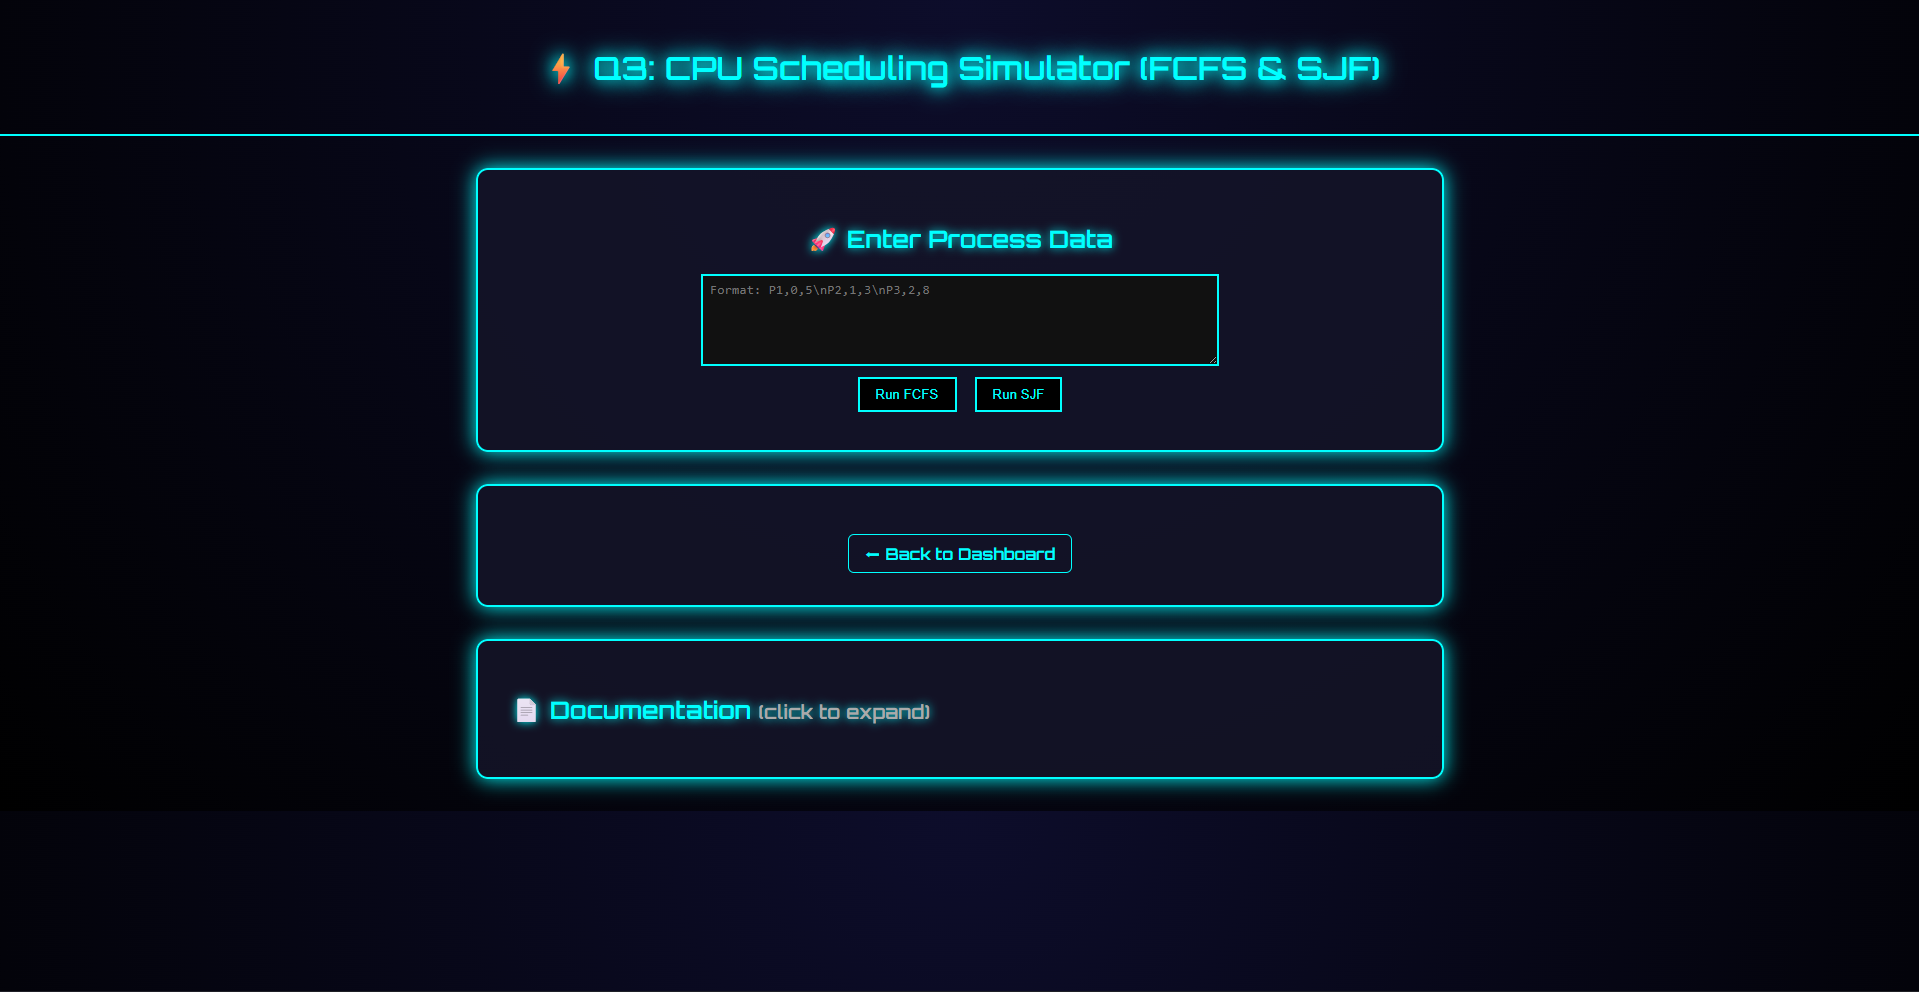 ⚡ Q3: CPU Scheduling Simulator (FCFS & SJF)
🚀 Enter Process Data
Format: P1,0,5\nP2,1,3\nP3,2,8
Run FCFS
Run SJF
← Back to Dashboard
📄 Documentation (click to expand)